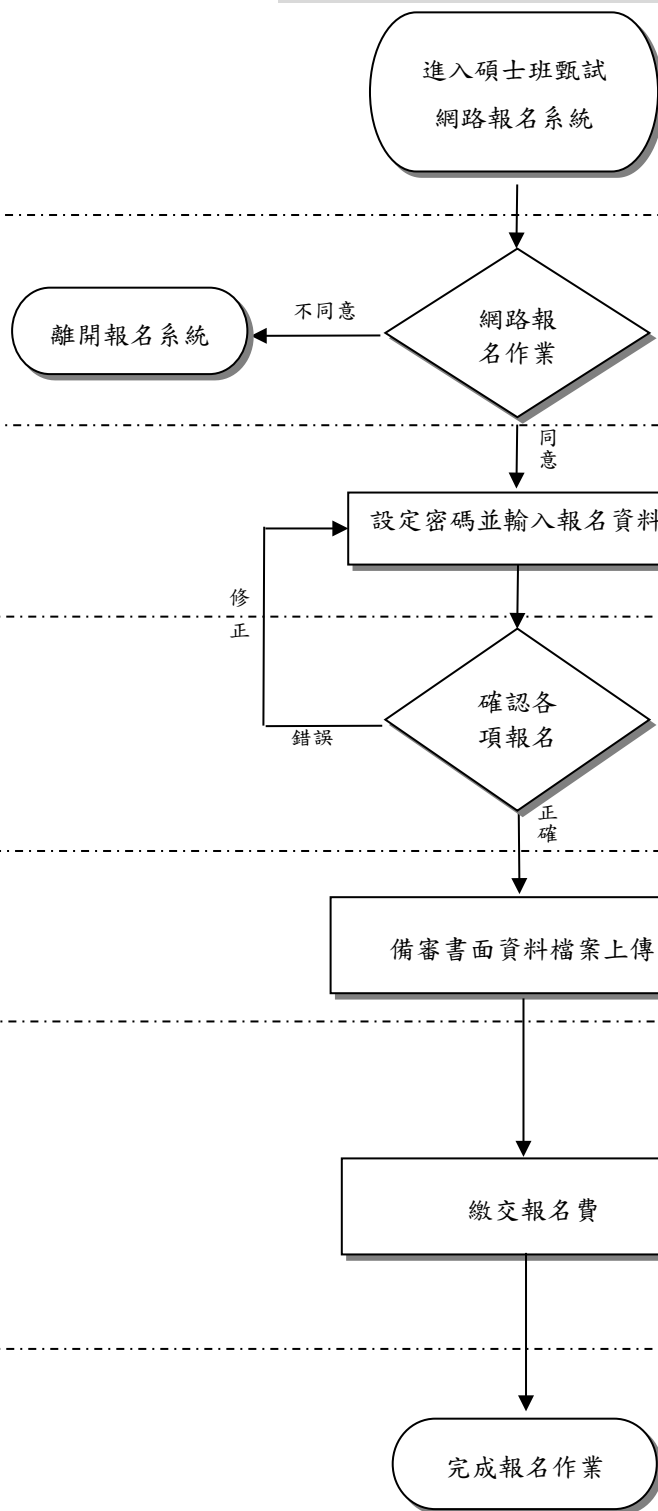 進入碩士班甄試
網路報名系統
不同意
離開報名系統
網路報
名作業
同
意
設定密碼並輸入報名資料
修
正
確認各
項報名
錯誤
正
確
備審書面資料檔案上傳
繳交報名費
完成報名作業